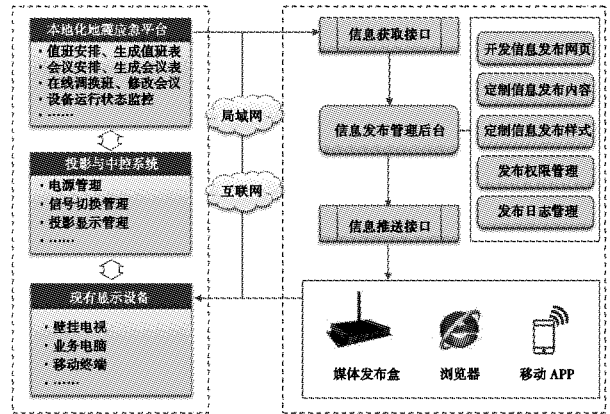 本地化地震应急平台
· 值班安排、生成值班表
· 会议安排、生成会议表
· 在线调换班、修改会议
· 设备运行状态监控
· ……
投影与中控系统
· 电源管理
· 信号切换管理
· 投影显示管理
· ……
现有显示设备
· 壁挂电视
· 业务电脑
· 移动终端
· ……
局域网
互联网
信息获取接口
信息发布管理后台
信息推送接口
开发信息发布网页
定制信息发布内容
定制信息发布样式
发布权限管理
发布日志管理
媒体发布盒
浏览器
移动 APP